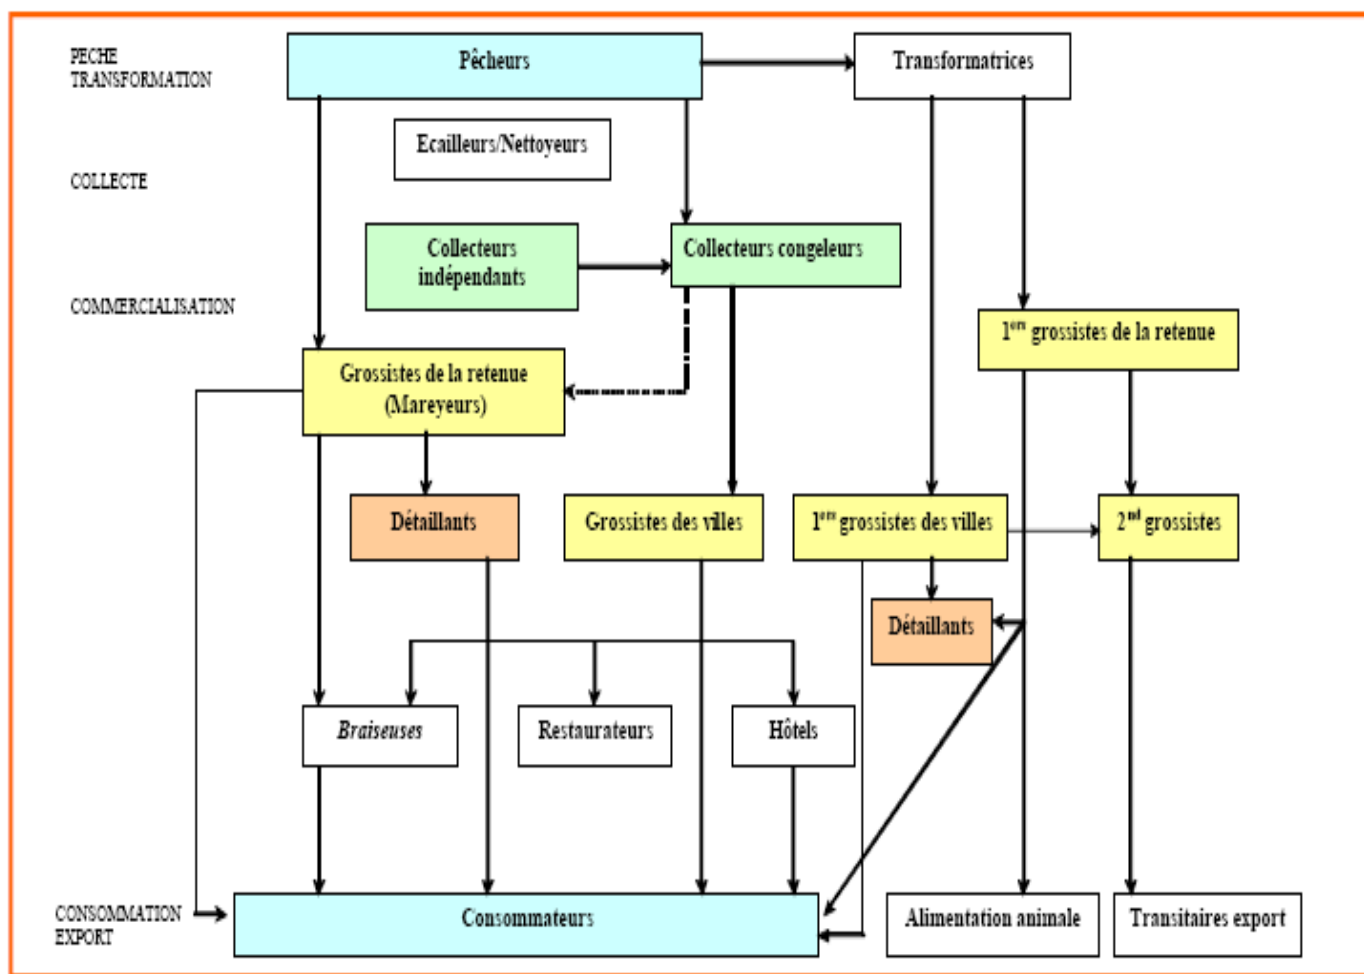 PECHE
TRANSFORMATION
Pêcheurs
Transformatrices
Ecailleurs/Nettoyeurs
COLLECTE
Collecteurs
indépendants
Collecteurs congeleurs
COMMERCIALISATION
1ers grossistes de la retenue
Grossistes de la retenue
(Mareyeurs)
Détaillants
Grossistes des villes
1ers grossistes des villes
2nd grossistes
Détaillants
Braiseuses
Restaurateurs
Hôtels
CONSOMMATION
EXPORT
Consommateurs
Alimentation animale
Transitaires export